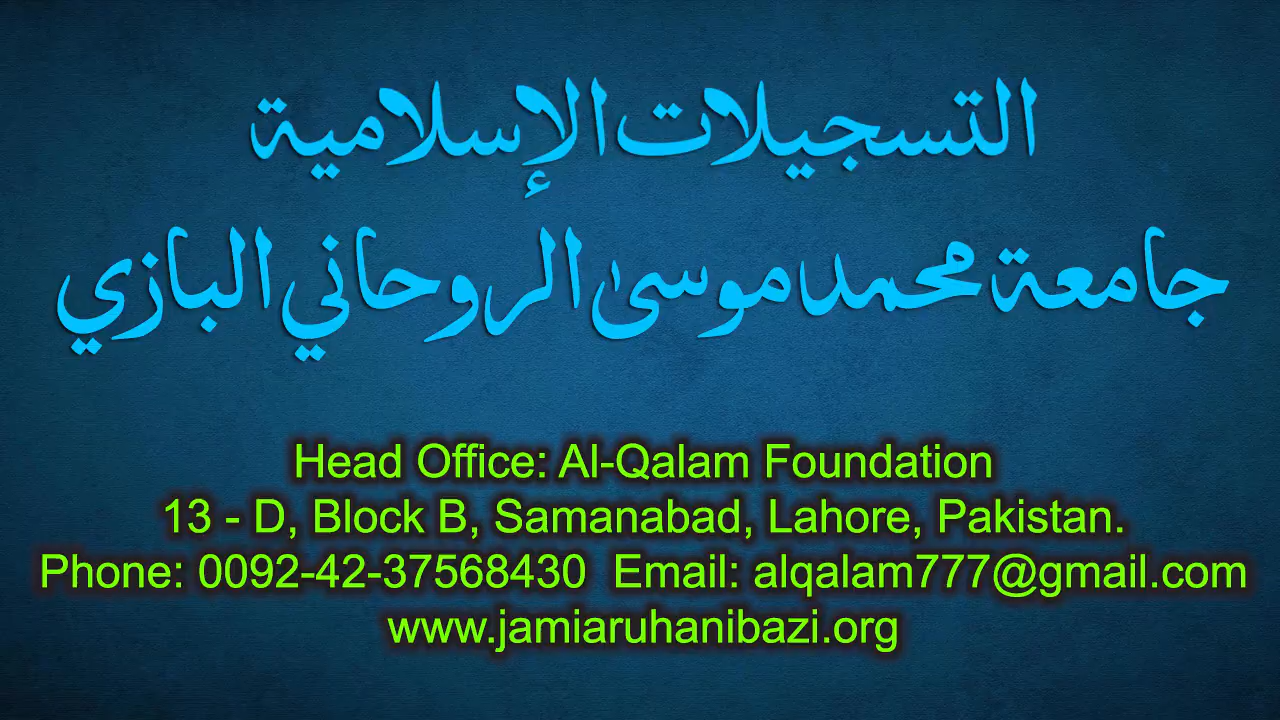 التسجيلات الإسلامية
جامعة محمد موسىٰ الروحاني البازي
Head Office: Al-Qalam Foundation
13 - D, Block B, Samanabad, Lahore, Pakistan.
Phone: 0092-42-37568430 Email: alqalam777@gmail.com
www.jamiaruhanibazi.org